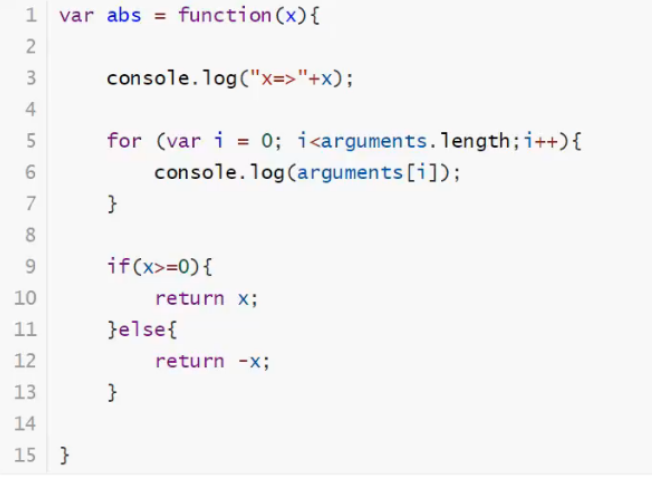 1 var abs = function(x){
2
3     console.log("x=>"+x);
4
5     for (var i = 0; i<arguments.length;i++){
6         console.log(arguments[i]);
7     }
8
9     if(x>=0){
10         return x;
11     }else{
12         return -x;
13     }
14
15 }